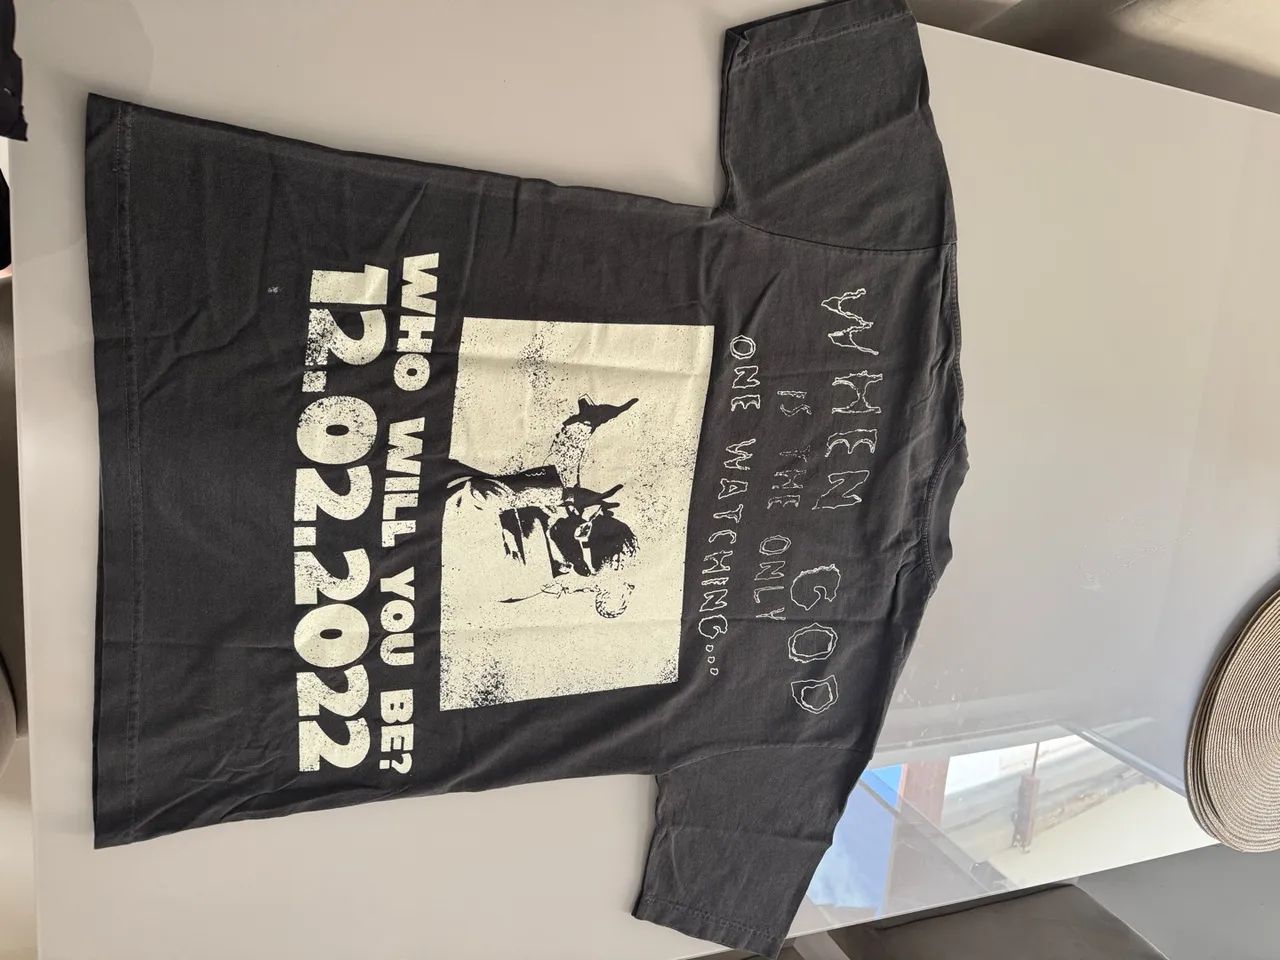 WHEN GOD
IS THE ONLY
ONE WATCHING...
WHO WILL YOU BE?
12.02.2022